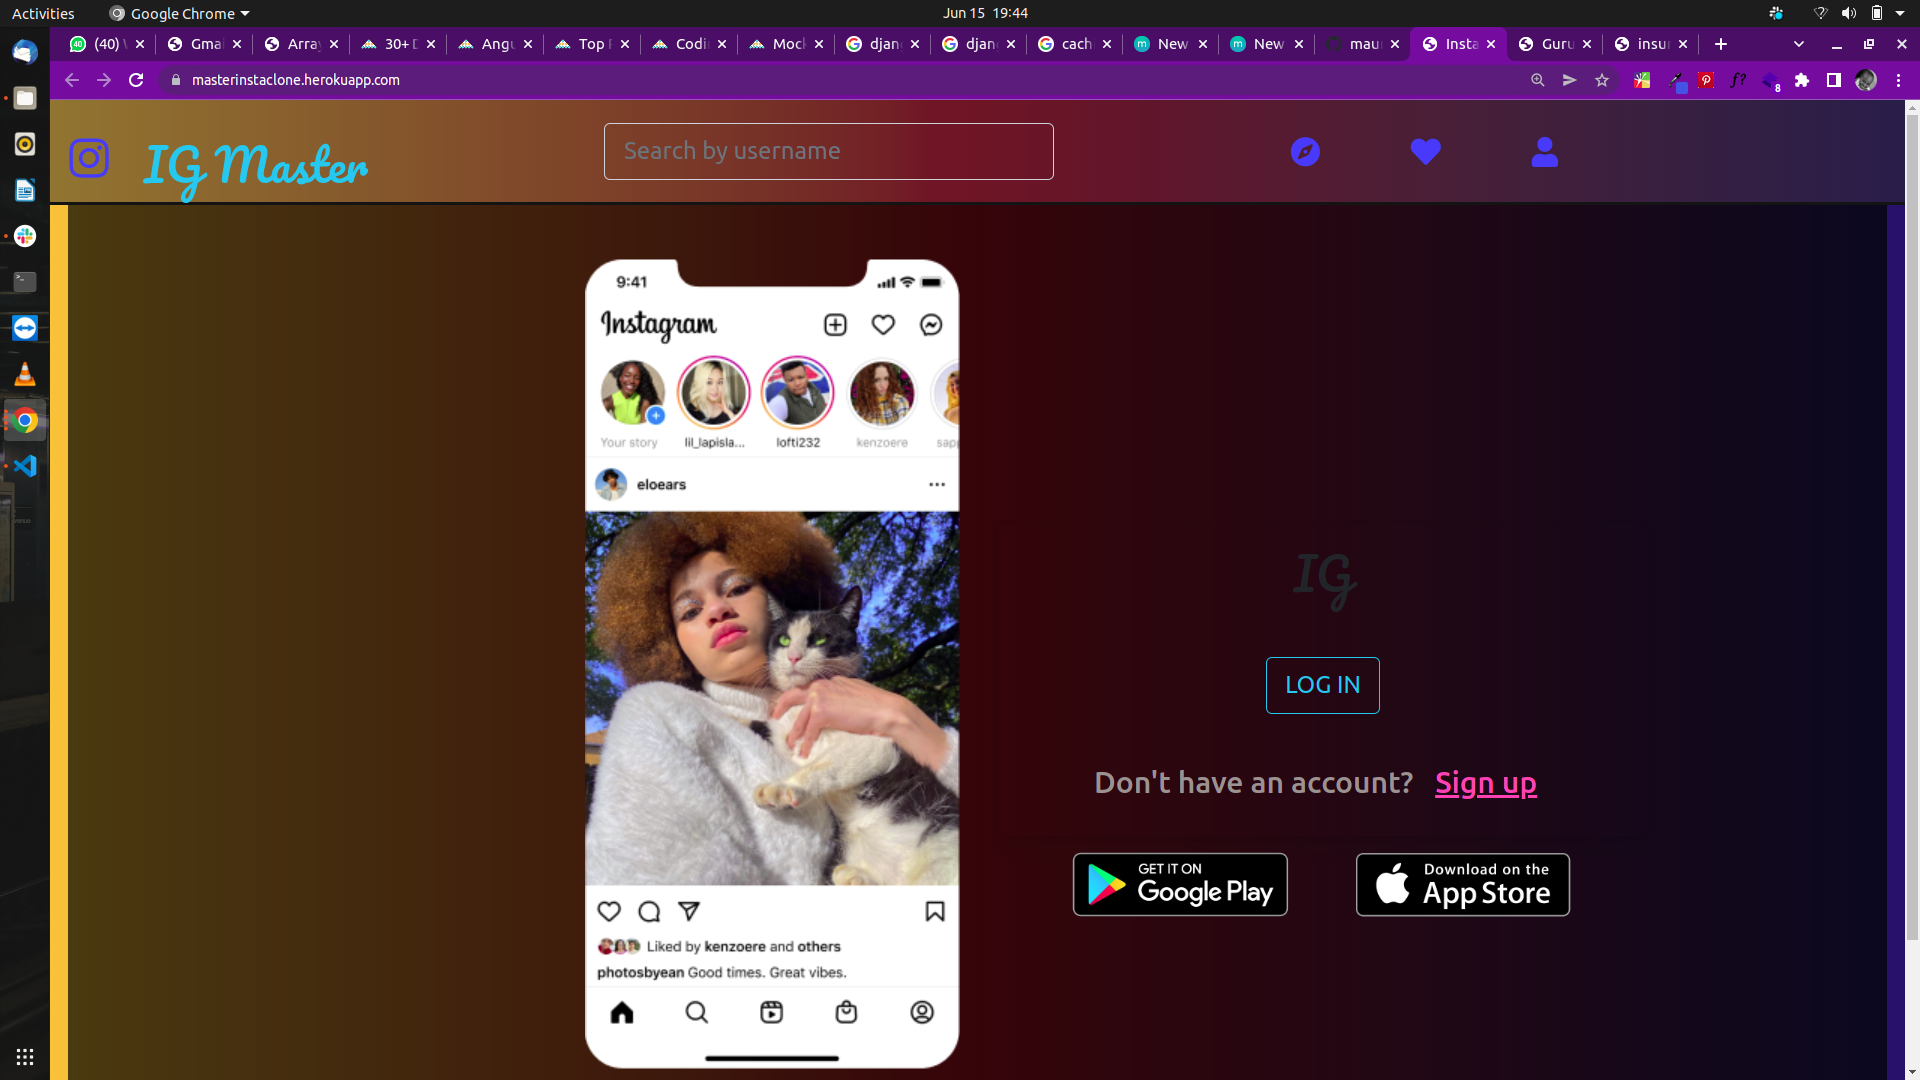 Activities
Google Chrome
Jun 15 19:44
(40)
Gma
Array
30+
Angu
Top
Codi
Mock
djan
djan
cach
New
New
mau
Insta
Guru
insu
masterinstaclone.herokuapp.com
f?
8
IG Master
Search by username
9:41
Instagram
Your story
lil_lapisla...
lofti232
kenzoere
sap
eloears
Liked by kenzoere and others
photosbyean Good times. Great vibes.
IG
LOG IN
Don't have an account? Sign up
GET IT ON
Google Play
Download on the
App Store